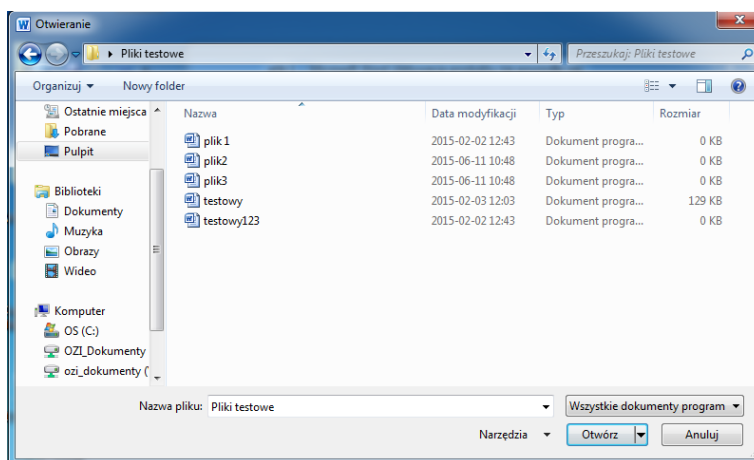 Otwieranie
Pliki testowe
Przeszukaj: Pliki testowe
Organizuj Nowy folder
Ostatnie miejsca
Pobrane
Pulpit
Biblioteki
Dokumenty
Muzyka
Obrazy
Wideo
Komputer
OS (C:)
OZI_Dokumenty
ozi_dokumenty (
Nazwa Data modyfikacji Typ Rozmiar
plik 1 2015-02-02 12:43 Dokument progra... 0 KB
plik2 2015-06-11 10:48 Dokument progra... 0 KB
plik3 2015-06-11 10:48 Dokument progra... 0 KB
testowy 2015-02-03 12:03 Dokument progra... 129 KB
testowy123 2015-02-02 12:43 Dokument progra... 0 KB
Nazwa pliku: Pliki testowe Wszystkie dokumenty program
Narzędzia Otwórz Anuluj